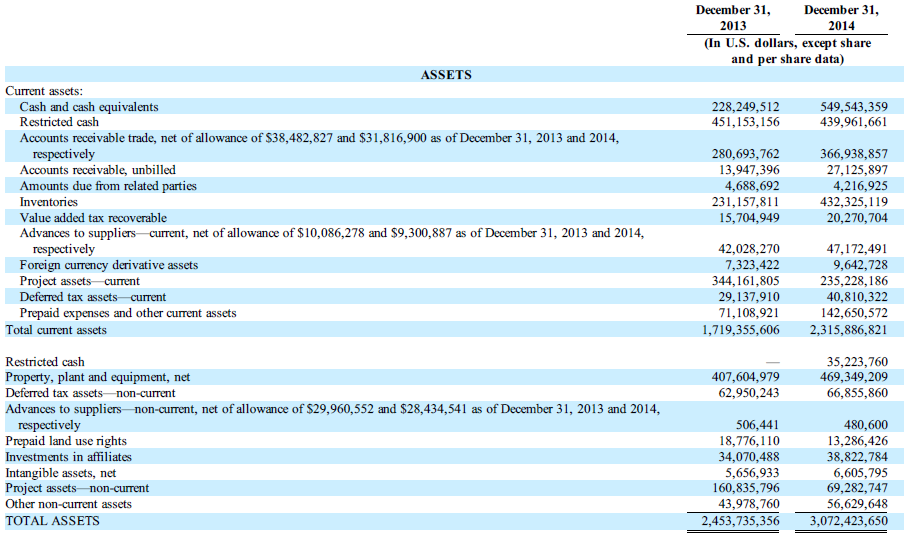 December 31, December 31,
2013 2014
(In U.S. dollars, except share
and per share data)
ASSETS
Current assets:
Cash and cash equivalents 228,249,512 549,543,359
Restricted cash 451,153,156 439,961,661
Accounts receivable trade, net of allowance of $38,482,827 and $31,816,900 as of December 31, 2013 and 2014,
respectively 280,693,762 366,938,857
Accounts receivable, unbilled 13,947,396 27,125,897
Amounts due from related parties 4,688,692 4,216,925
Inventories 231,157,811 432,325,119
Value added tax recoverable 15,704,949 20,270,704
Advances to suppliers—current, net of allowance of $10,086,278 and $9,300,887 as of December 31, 2013 and 2014,
respectively 42,028,270 47,172,491
Foreign currency derivative assets 7,323,422 9,642,728
Project assets—current 344,161,805 235,228,186
Deferred tax assets—current 29,137,910 40,810,322
Prepaid expenses and other current assets 71,108,921 142,650,572
Total current assets 1,719,355,606 2,315,886,821
Restricted cash — 35,223,760
Property, plant and equipment, net 407,604,979 469,349,209
Deferred tax assets—non-current 62,950,243 66,855,860
Advances to suppliers—non-current, net of allowance of $29,960,552 and $28,434,541 as of December 31, 2013 and 2014,
respectively 506,441 480,600
Prepaid land use rights 18,776,110 13,286,426
Investments in affiliates 34,070,488 38,822,784
Intangible assets, net 5,656,933 6,605,795
Project assets—non-current 160,835,796 69,282,747
Other non-current assets 43,978,760 56,629,648
TOTAL ASSETS 2,453,735,356 3,072,423,650